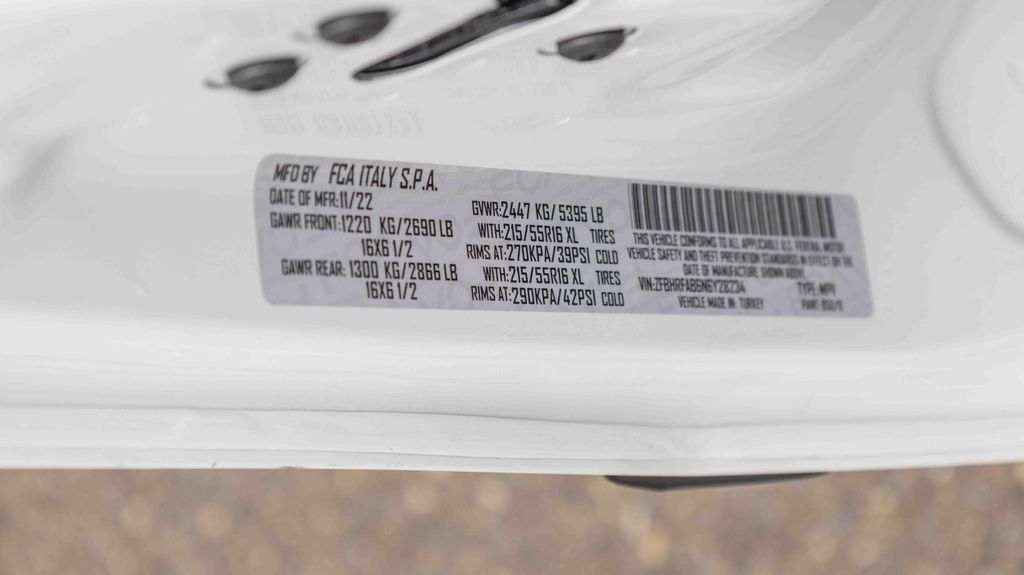 MFD BY FCA ITALY S.P.A.
DATE OF MFR:11/22
GAWR FRONT:1220 KG/2690 LB
16X6 1/2
GAWR REAR: 1300 KG/2866 LB
16X6 1/2
GVWR:2447 KG/5395 LB
WITH:215/55R16 XL TIRES
RIMS AT:270KPA/39PSI COLD
WITH:215/55R16 XL TIRES
RIMS AT:290KPA/42PSI COLD
THIS VEHICLE CONFORMS TO ALL APPLICABLE U.S. FEDERAL MOTOR
VEHICLE SAFETY AND THEFT PREVENTION STANDARDS IN EFFECT ON THE
DATE OF MANUFACTURE SHOWN ABOVE.
VIN:ZFBHRFAB6N6Y28234 TYPE: MPV
VEHICLE MADE IN: TURKEY PAINT